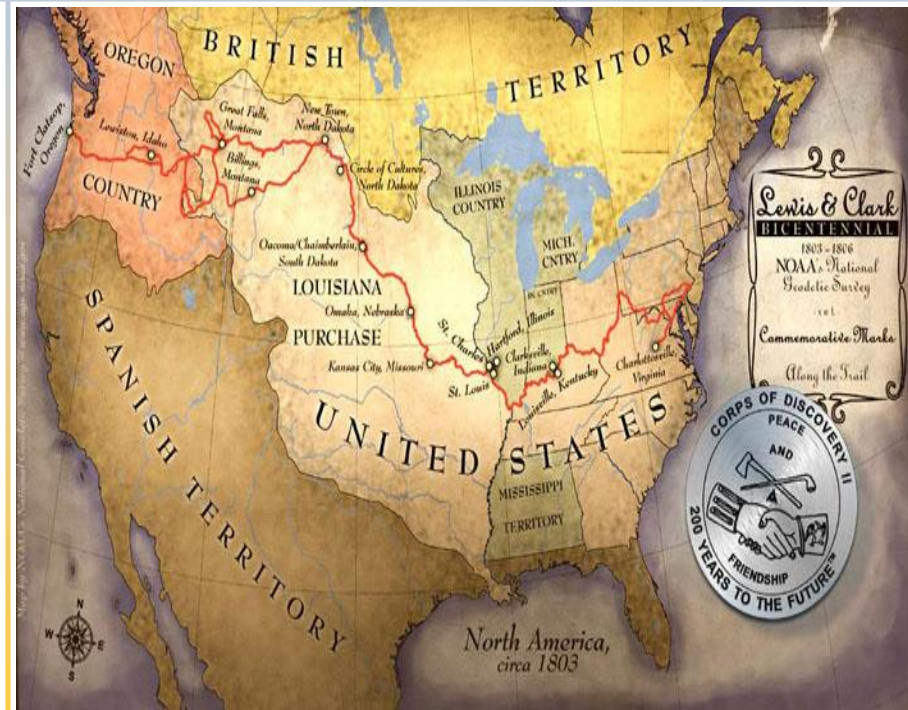 BRITISH
TERRITORY
OREGON
COUNTRY
Fort Clatsop,
Oregon
Lewiston, Idaho
Great Falls,
Montana
Billings,
Montana
New Town,
North Dakota
Circle of Cultures,
North Dakota
ILLINOIS
COUNTRY
MICH.
CNTRY
Oacoma/Chamberlain,
South Dakota
LOUISIANA
PURCHASE
Omaha, Nebraska
Kansas City, Missouri
St. Charles
Hartford, Illinois
St. Louis
Clarksville,
Indiana
Louisville, Kentucky
Charlottesville,
Virginia
UNITED STATES
MISSISSIPPI
TERRITORY
SPANISH TERRITORY
Lewis & Clark
BICENTENNIAL
1803 - 1806
NOAA's National
Geodetic Survey
Commemorative Marks
Along the Trail
CORPS OF DISCOVERY II
PEACE
AND
FRIENDSHIP
200 YEARS TO THE FUTURE™
North America,
circa 1803
N
W E
S